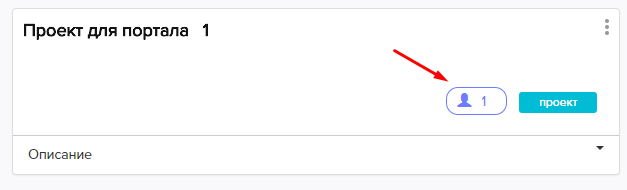 Проект для портала 1
1 проект
Описание